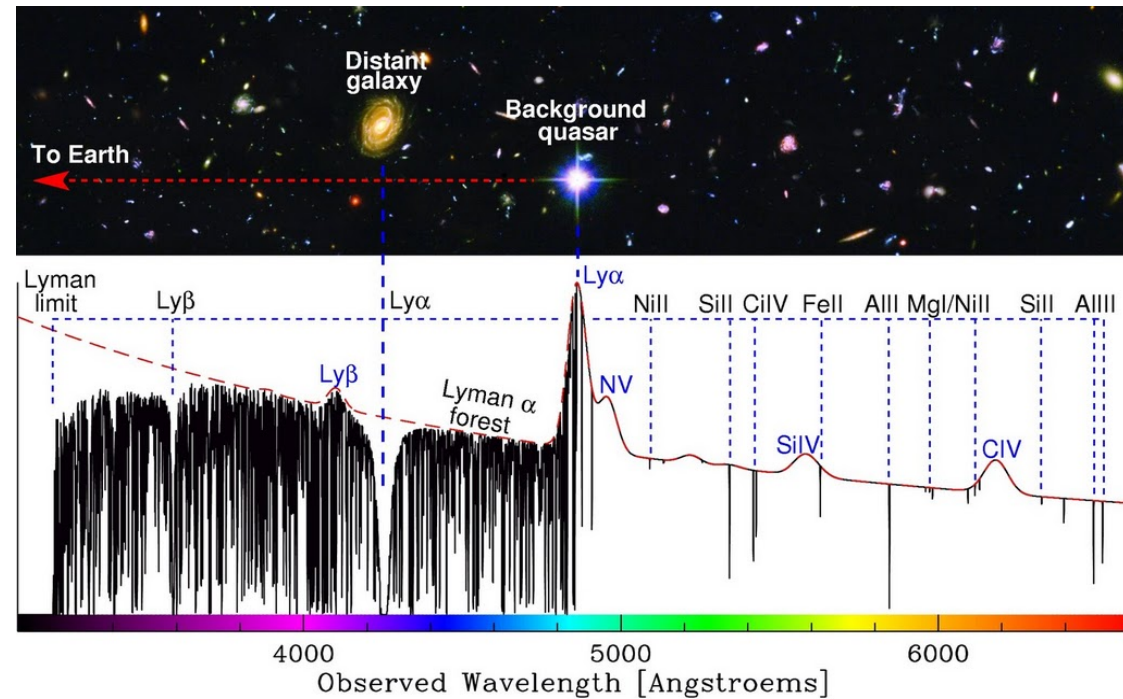 Distant
galaxy
Background
quasar
To Earth
Lyman
limit
Lyβ
Lyα
Lyα
NiII
SiII
CiIV
FeII
AlII
MgI/NiII
SiII
AlIII
Lyβ
Lyman α
forest
NV
SiIV
CIV
4000
5000
6000
Observed Wavelength [Angstroems]